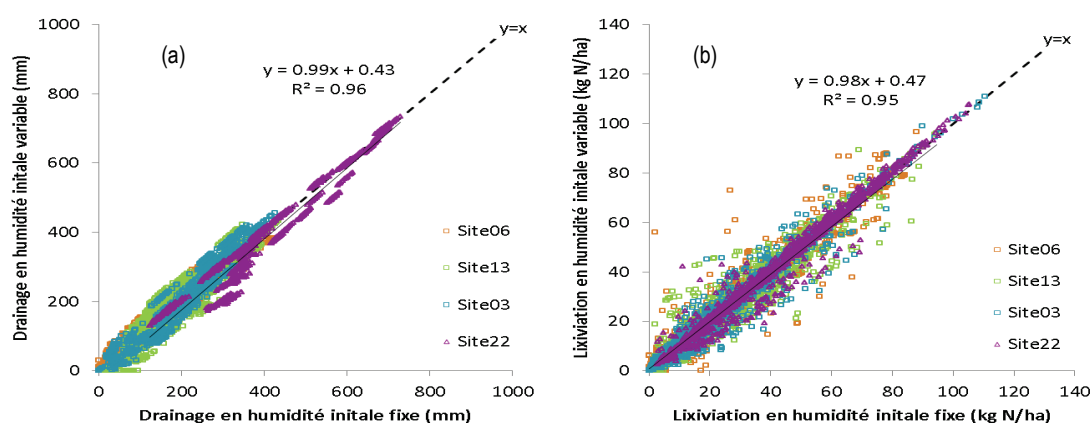 (a)
y=x
y = 0.99x + 0.43
R² = 0.96
Drainage en humidité initale variable (mm)
1000
800
600
400
200
0
Site06
Site13
Site03
Site22
0 200 400 600 800 1000
Drainage en humidité initale fixe (mm)
(b)
y=x
y = 0.98x + 0.47
R² = 0.95
Lixiviation en humidité initale variable (kg N/ha)
140
120
100
80
60
40
20
0
Site06
Site13
Site03
Site22
0 20 40 60 80 100 120 140
Lixiviation en humidité initale fixe (kg N/ha)